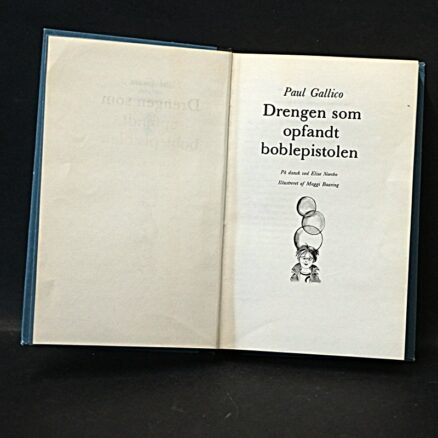 Paul Gallico
Drengen som
opfandt
boblepistolen
På dansk ved Elise Norsbo
Illustreret af Maggi Baaring